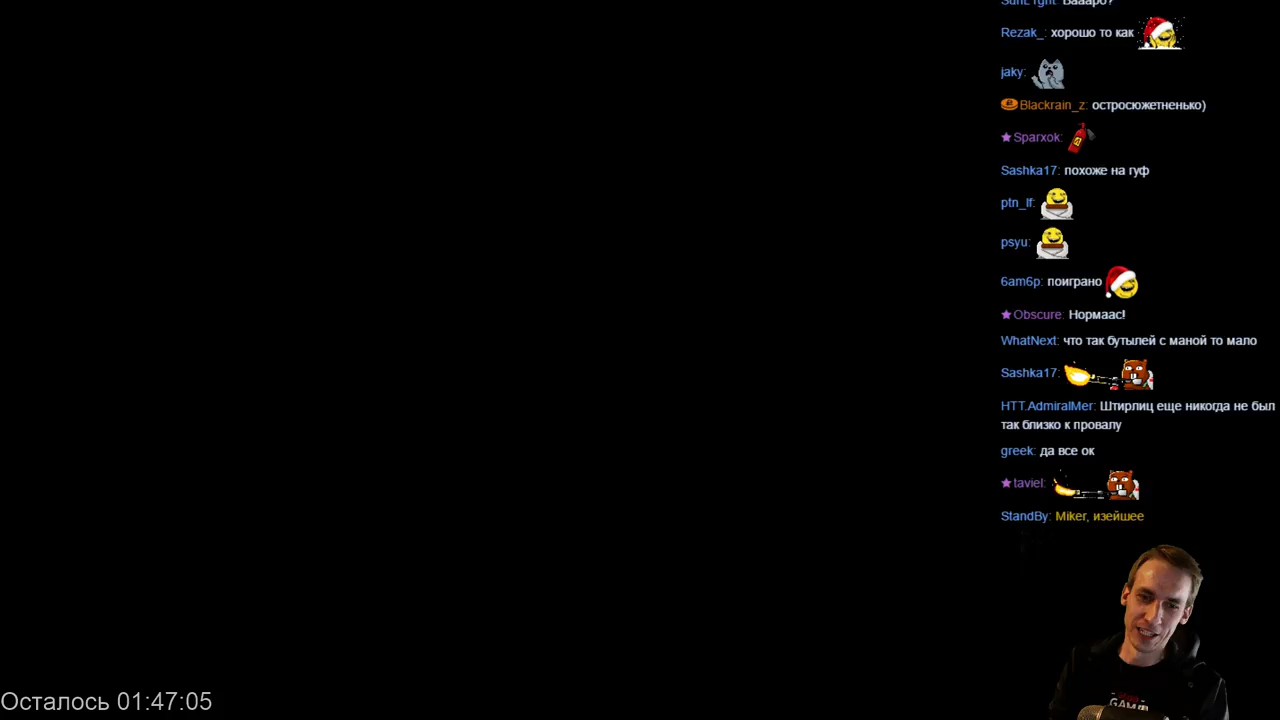 Rezak_: хорошо то как
jaky:
Blackrain_z: остросюжетненько)
Sparxok:
Sashka17: похоже на гуф
ptn_lf:
psyu:
6am6p: поиграно
Obscure: Нормаас!
WhatNext: что так бутылей с маной то мало
Sashka17:
HTT.AdmiralMer: Штирлиц еще никогда не был
так близко к провалу
greek: да все ок
taviel:
StandBy: Miker, изейшее
GAM
Осталось 01:47:05